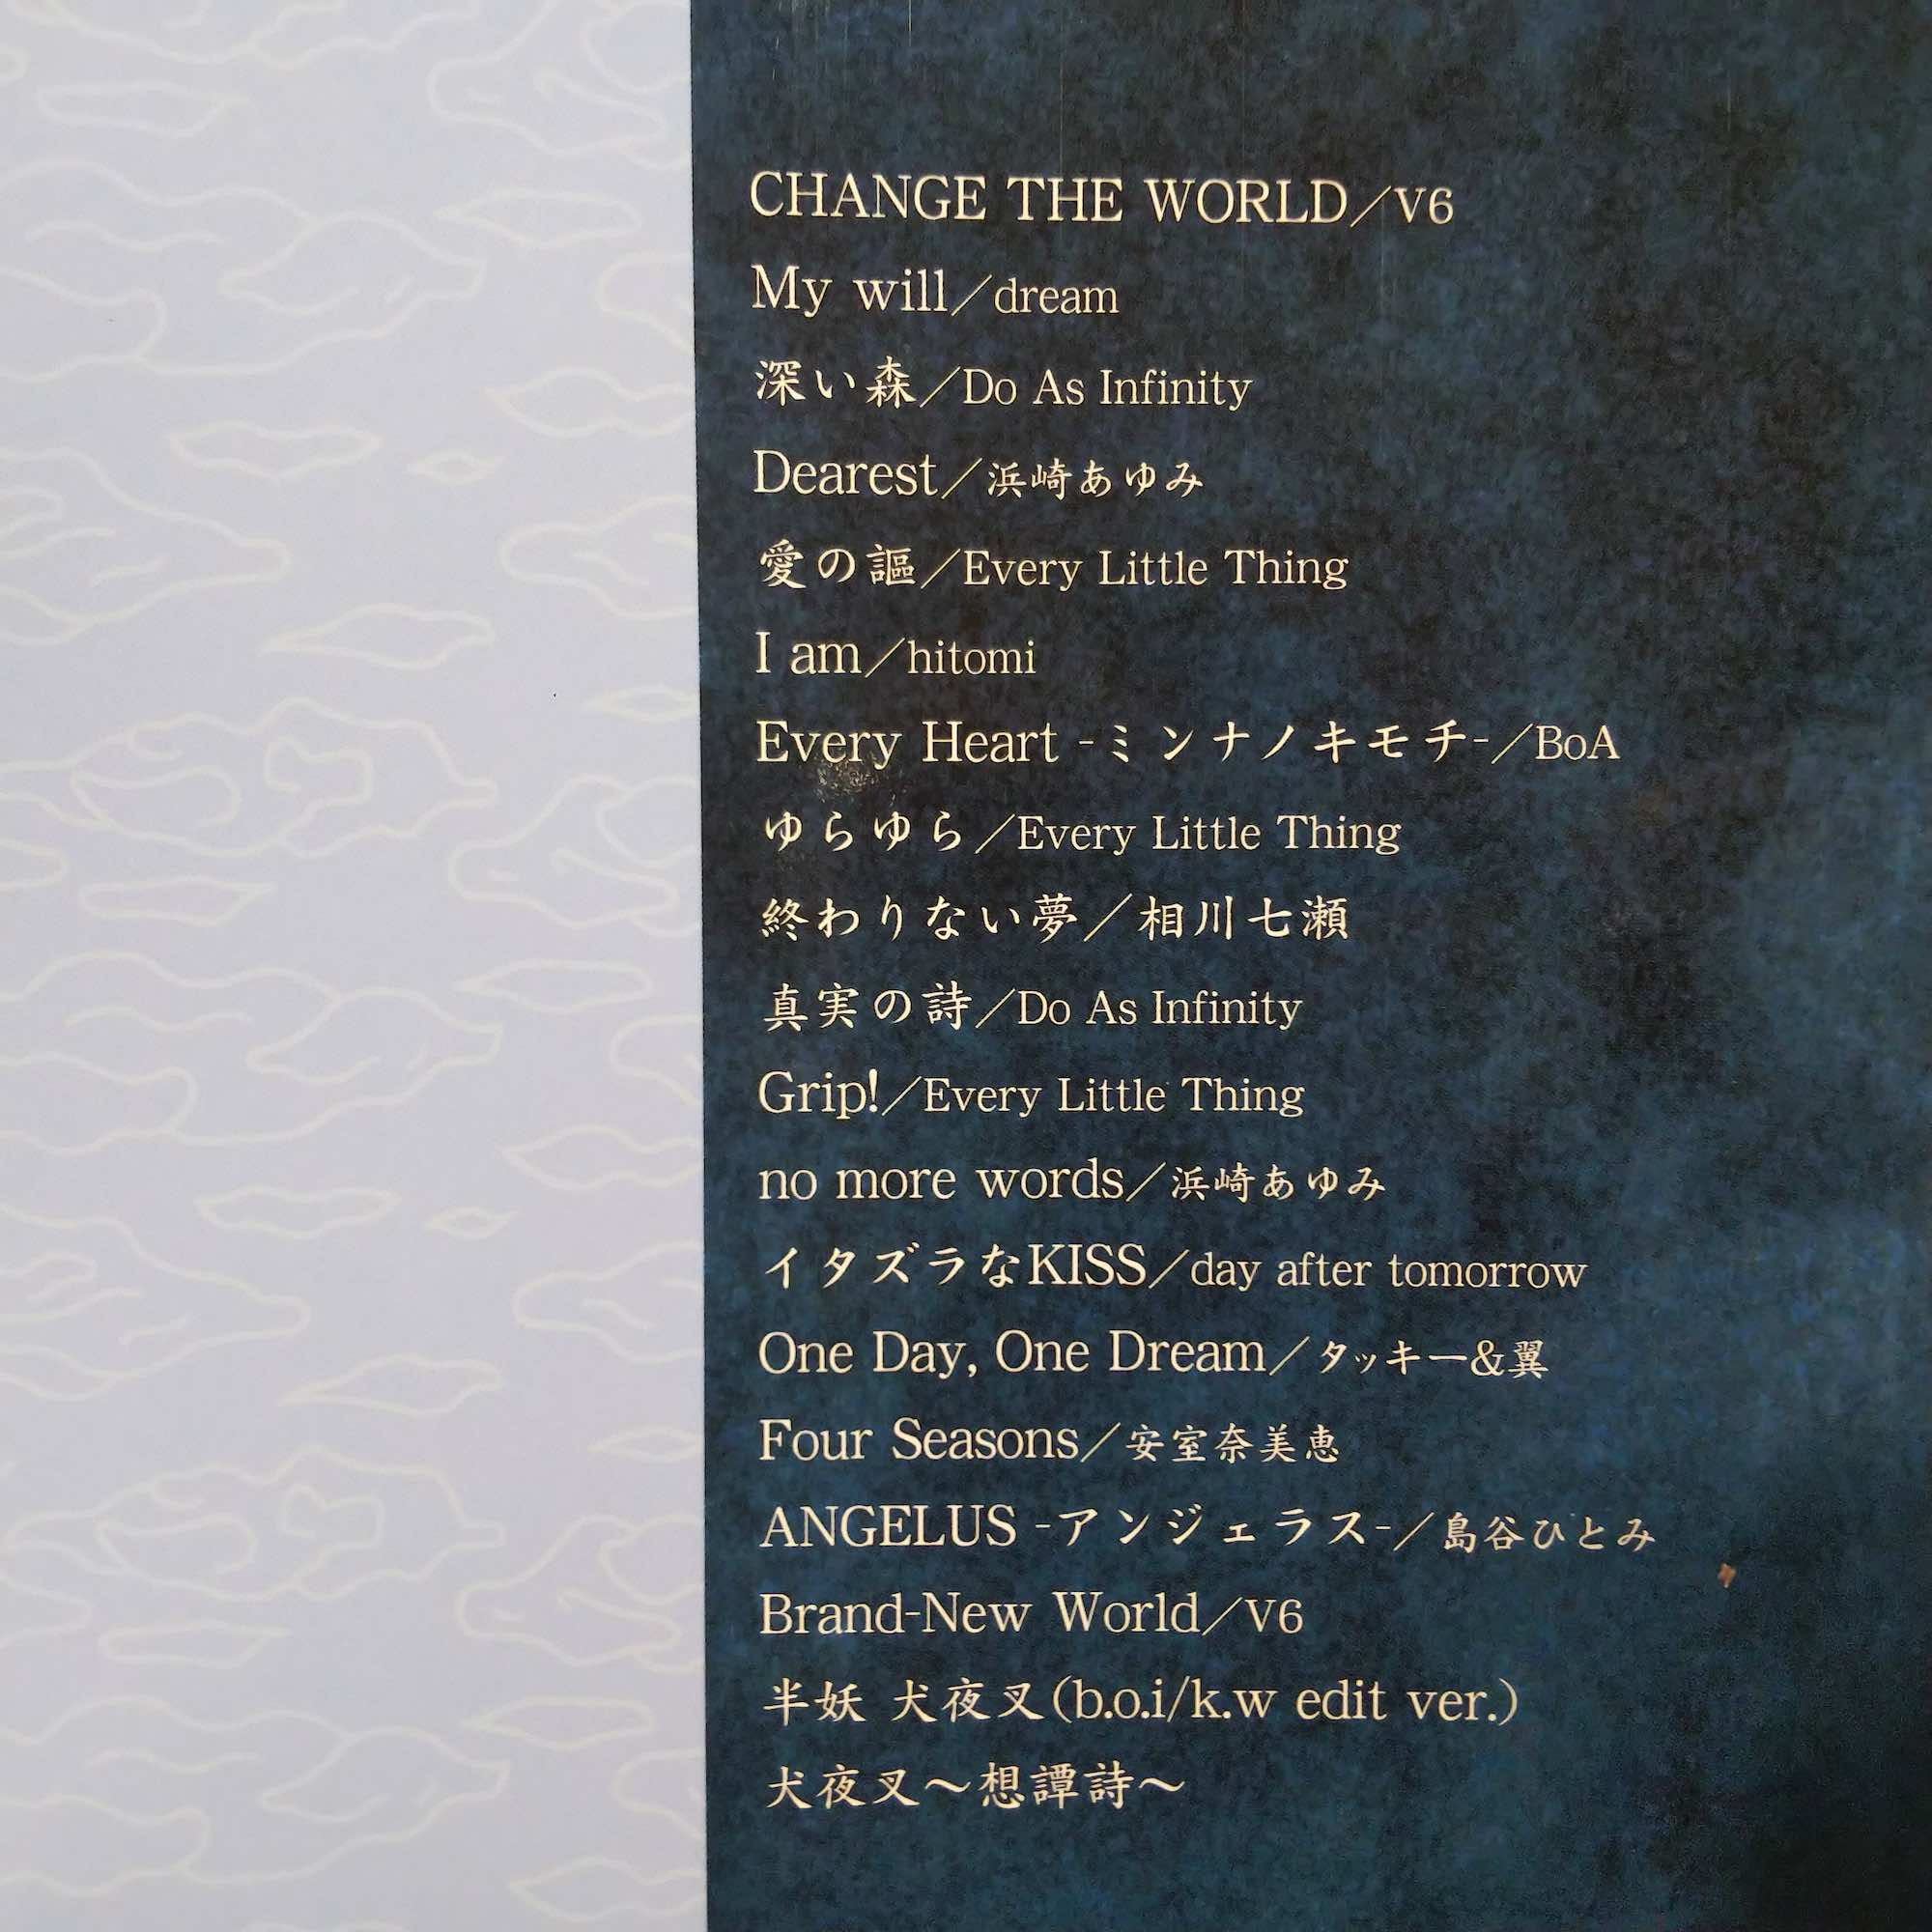 CHANGE THE WORLD／V6
My will／dream
深い森／Do As Infinity
Dearest／浜崎あゆみ
愛の謳／Every Little Thing
I am／hitomi
Every Heart -ミンナノキモチ-／BoA
ゆらゆら／Every Little Thing
終わりない夢／相川七瀬
真実の詩／Do As Infinity
Grip!／Every Little Thing
no more words／浜崎あゆみ
イタズラなKISS／day after tomorrow
One Day, One Dream／タッキー&翼
Four Seasons／安室奈美恵
ANGELUS -アンジェラス-／島谷ひとみ
Brand-New World／V6
半妖 犬夜叉(b.o.i/k.w edit ver.)
犬夜叉～想譚詩～